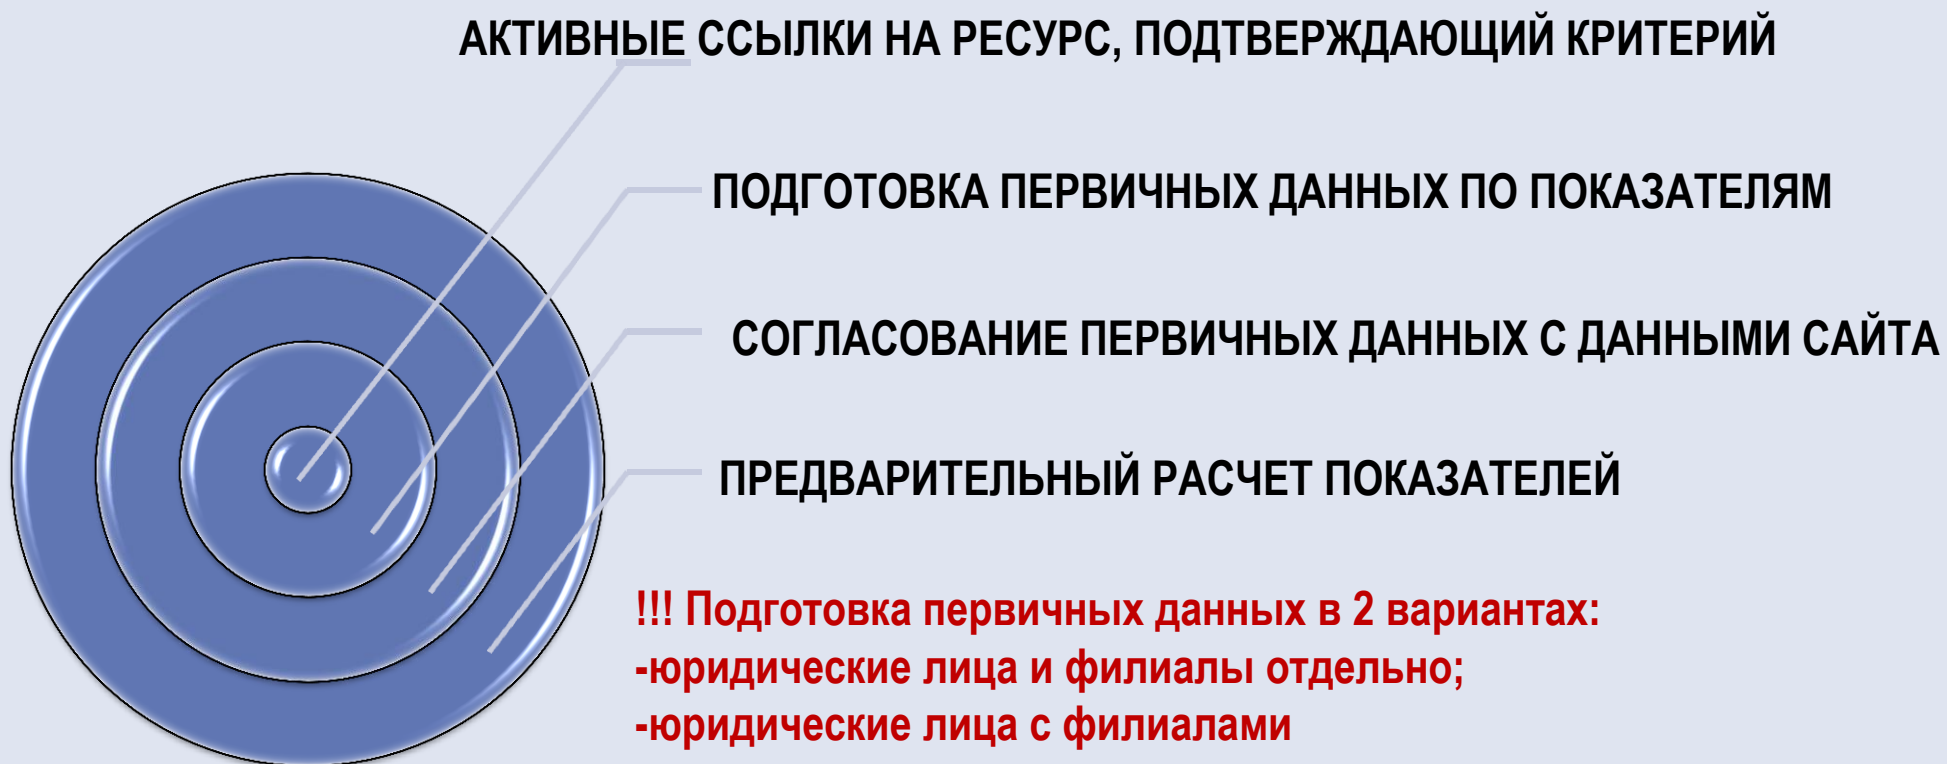 АКТИВНЫЕ ССЫЛКИ НА РЕСУРС, ПОДТВЕРЖДАЮЩИЙ КРИТЕРИЙ
ПОДГОТОВКА ПЕРВИЧНЫХ ДАННЫХ ПО ПОКАЗАТЕЛЯМ
СОГЛАСОВАНИЕ ПЕРВИЧНЫХ ДАННЫХ С ДАННЫМИ САЙТА
ПРЕДВАРИТЕЛЬНЫЙ РАСЧЕТ ПОКАЗАТЕЛЕЙ
!!! Подготовка первичных данных в 2 вариантах:
-юридические лица и филиалы отдельно;
-юридические лица с филиалами